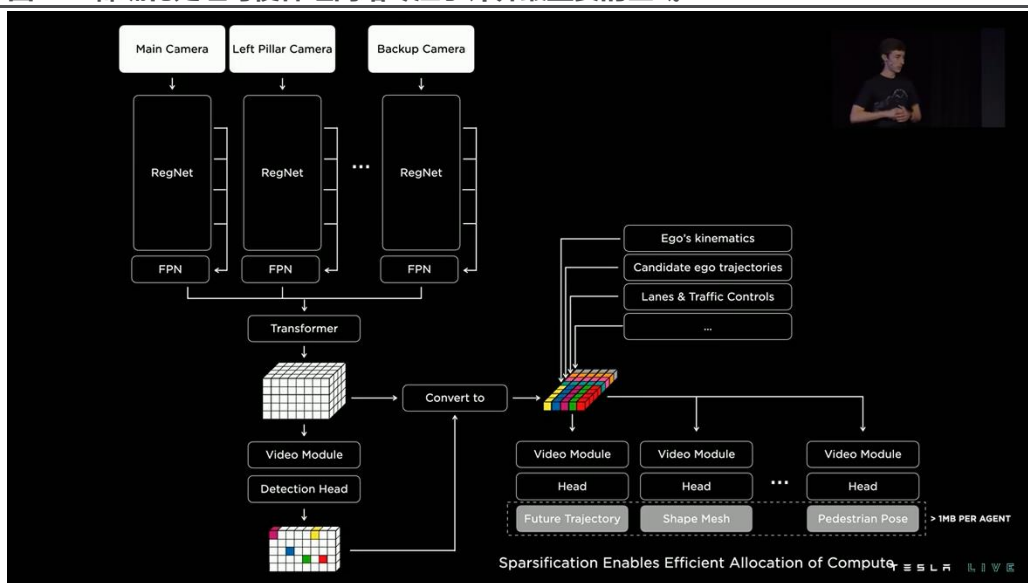 Main Camera
Left Pillar Camera
Backup Camera
RegNet
RegNet
...
RegNet
FPN
FPN
FPN
Transformer
Ego's kinematics
Candidate ego trajectories
Lanes & Traffic Controls
...
Convert to
Video Module
Detection Head
Video Module
Video Module
Video Module
Head
Head
...
Head
Future Trajectory
Shape Mesh
Pedestrian Pose
> 1MB PER AGENT
Sparsification Enables Efficient Allocation of Compute
TESLA LIVE